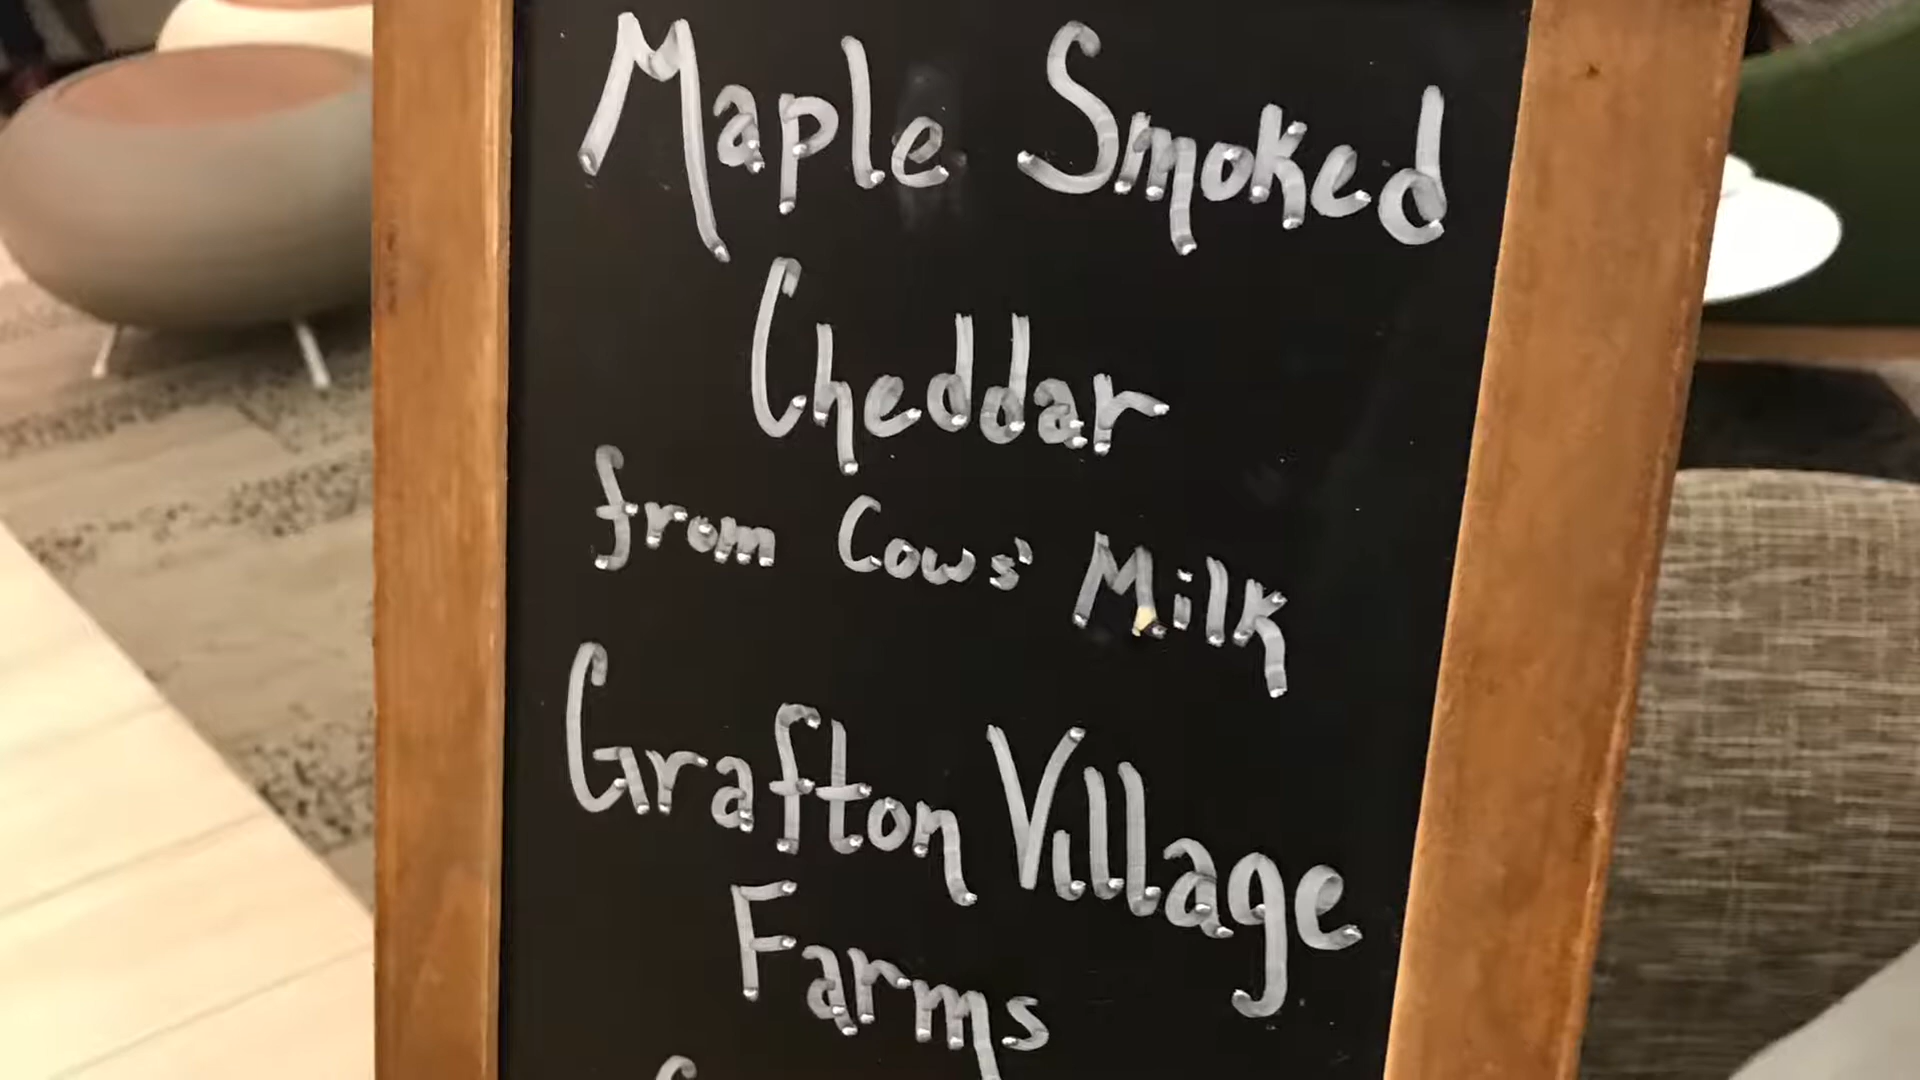 Maple Smoked
Cheddar
from Cows' Milk
Grafton Village
Farms